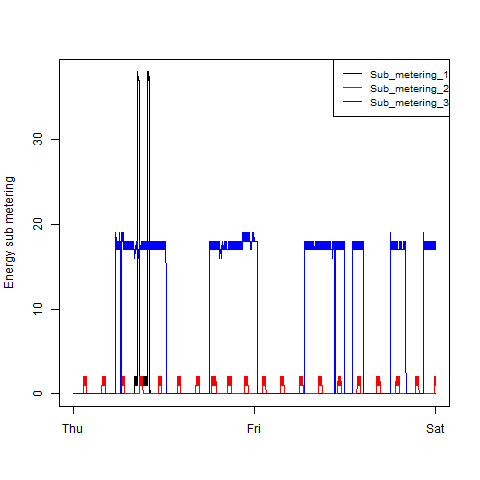 Sub_metering_1
Sub_metering_2
Sub_metering_3
Energy sub metering
30
20
10
0
Thu
Fri
Sat